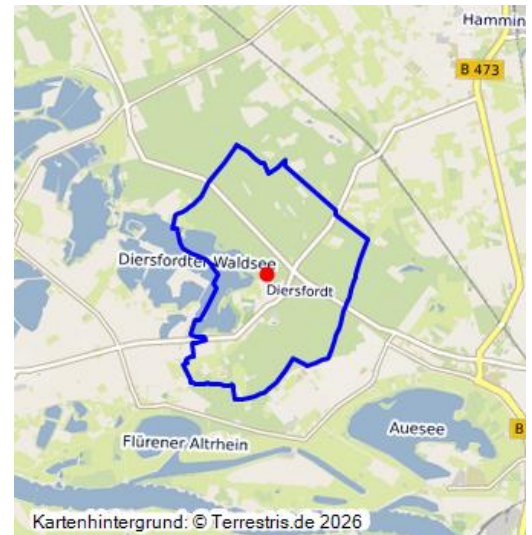 Hammin
B 473
Diersfordter Waldsee
Diersfordt
Auesee
Flürener Altrhein
B
Kartenhintergrund: © Terrestris.de 2026